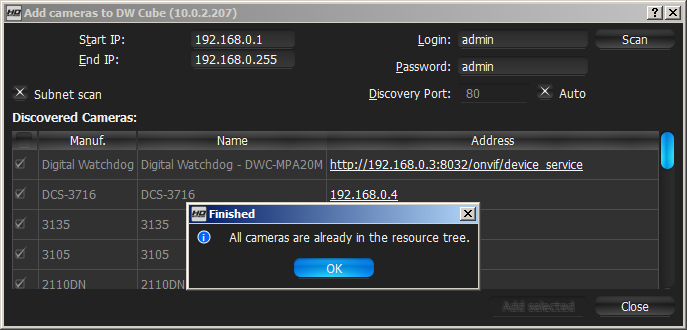 Add cameras to DW Cube (10.0.2.207)
Start IP: 192.168.0.1 Login: admin Scan
End IP: 192.168.0.255 Password: admin
Subnet scan Discovery Port: 80 Auto
Discovered Cameras:
Manuf. Name Address
Digital Watchdog Digital Watchdog - DWC-MPA20M http://192.168.0.3:8032/onvif/device_service
DCS-3716 DCS-3716 192.168.0.4
HD Finished
3135 3135
All cameras are already in the resource tree.
3105 3105
OK
2110DN 2110DN
Add selected Close